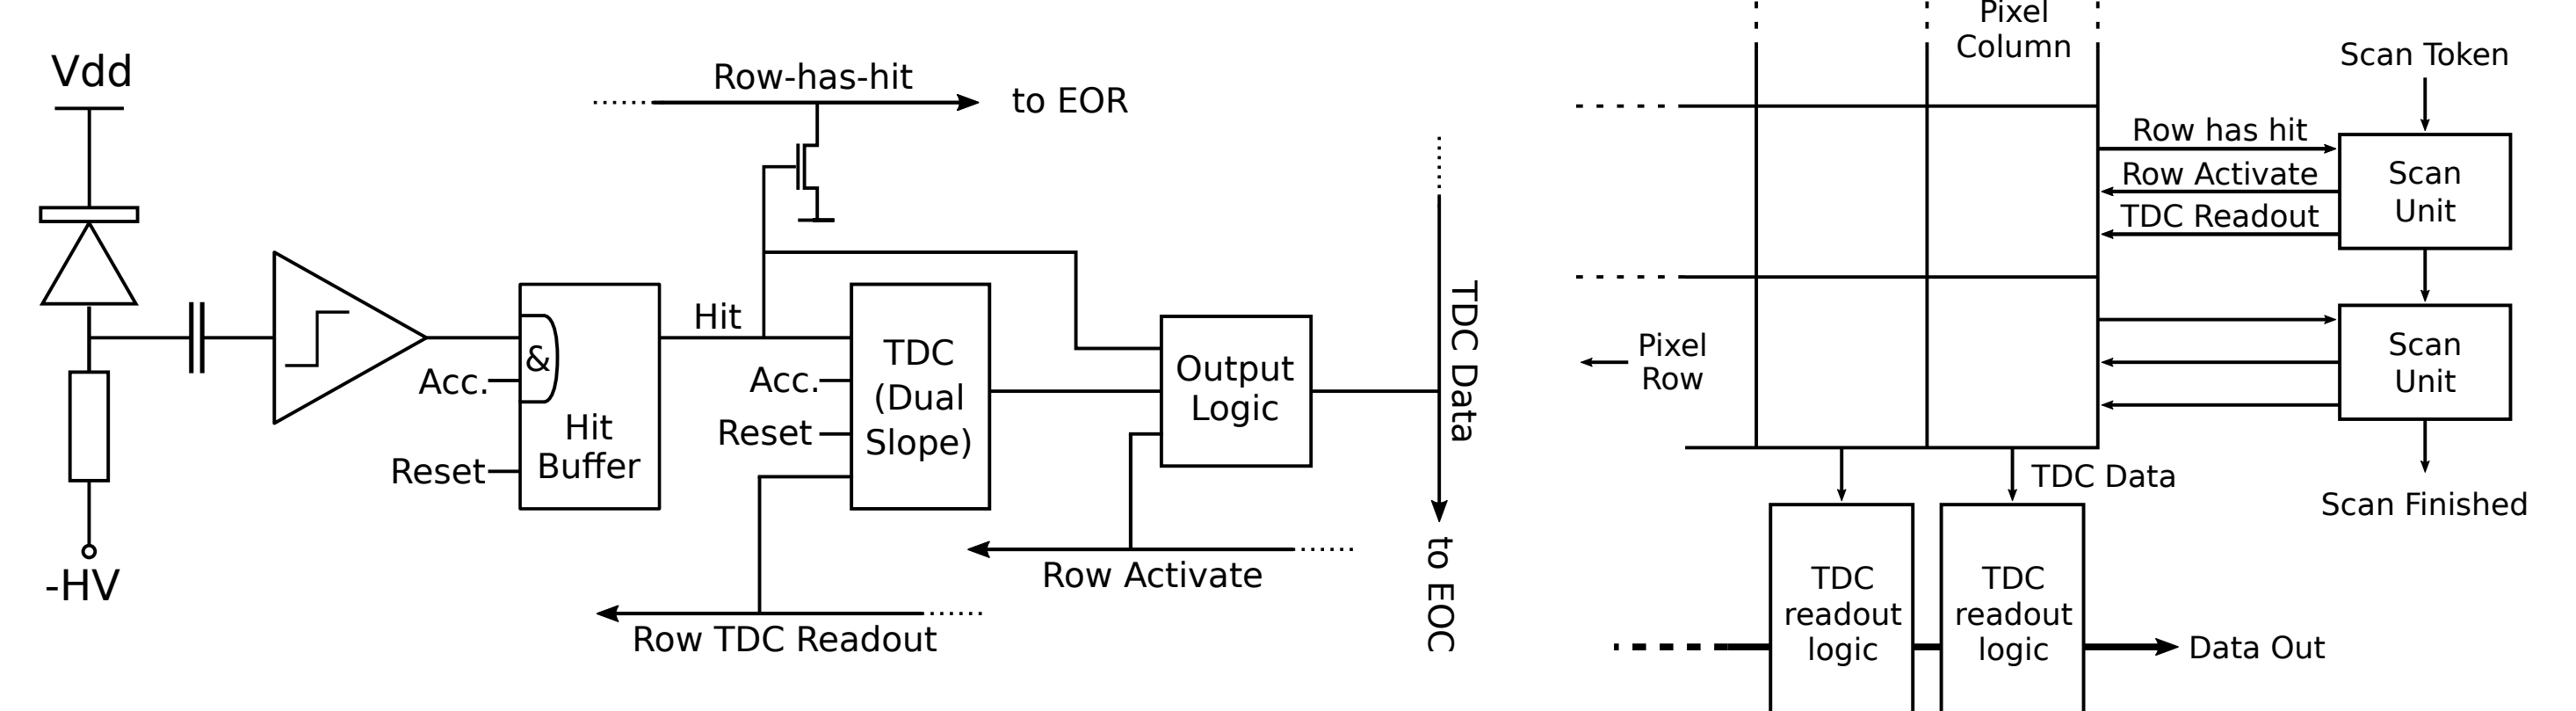 Vdd
-HV
Acc.
Reset
&
Hit
Buffer
Hit
Row-has-hit
to EOR
Acc.
Reset
TDC
(Dual
Slope)
Row TDC Readout
Output
Logic
Row Activate
TDC Data
to EOC
Pixel
Column
Pixel
Row
Row has hit
Row Activate
TDC Readout
Scan Token
Scan
Unit
Scan
Unit
Scan Finished
TDC Data
TDC
readout
logic
TDC
readout
logic
Data Out